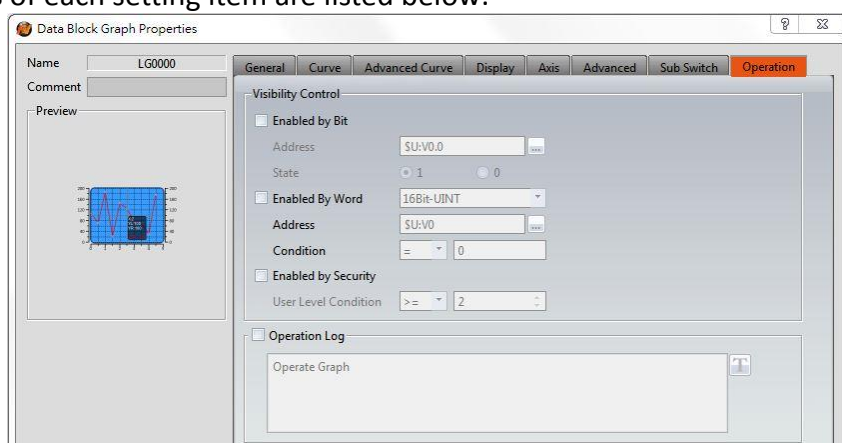 of each setting item are listed below.
Data Block Graph Properties
Name LG0000
Comment
Preview
General Curve Advanced Curve Display Axis Advanced Sub Switch Operation
Visibility Control
Enabled by Bit
Address $U:V0.0 ...
State 1 0
Enabled By Word 16Bit-UINT
Address $U:V0 ...
Condition = 0
Enabled by Security
User Level Condition >= 2
Operation Log
Operate Graph
T